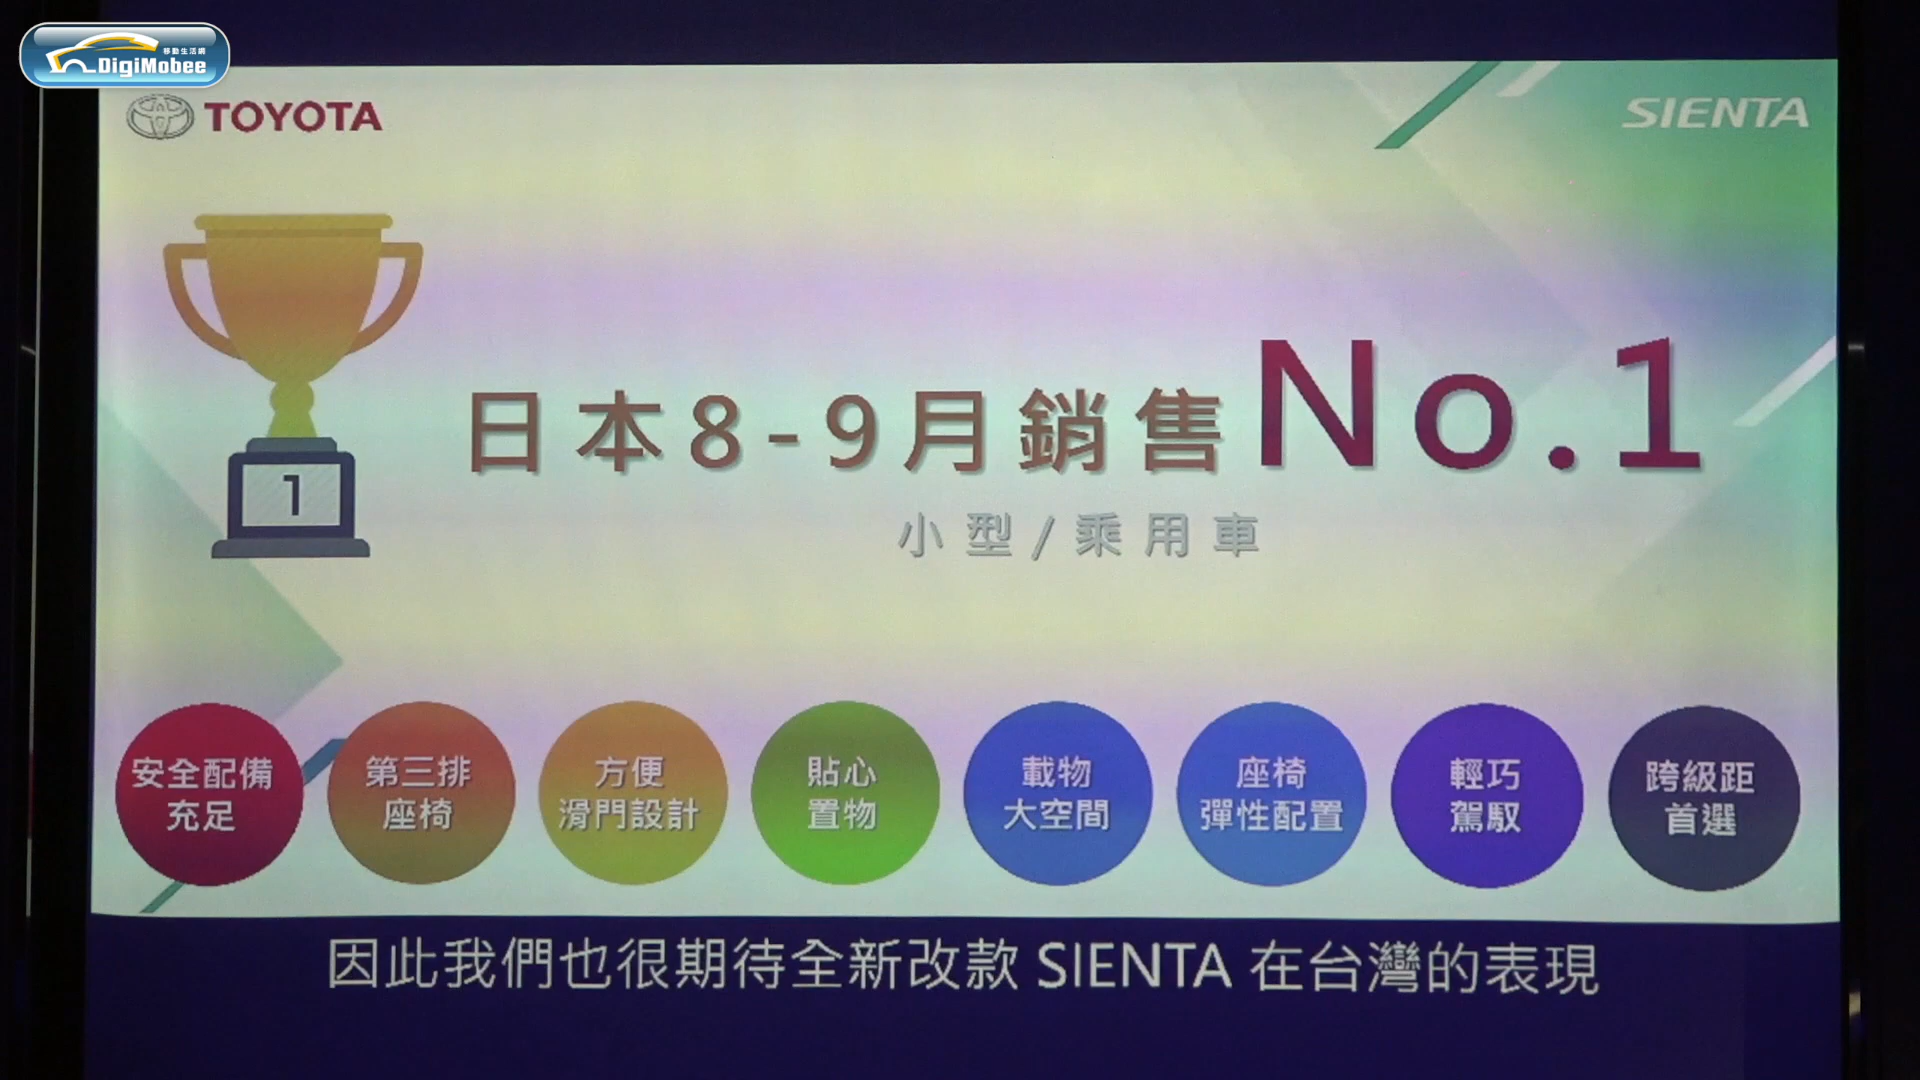 移動生活網
DigiMobee
TOYOTA
SIENTA
1
日本8-9月銷售No.1
小型/乘用車
安全配備
充足
第三排
座椅
方便
滑門設計
貼心
置物
載物
大空間
座椅
彈性配置
輕巧
駕馭
跨級距
首選
因此我們也很期待全新改款 SIENTA 在台灣的表現